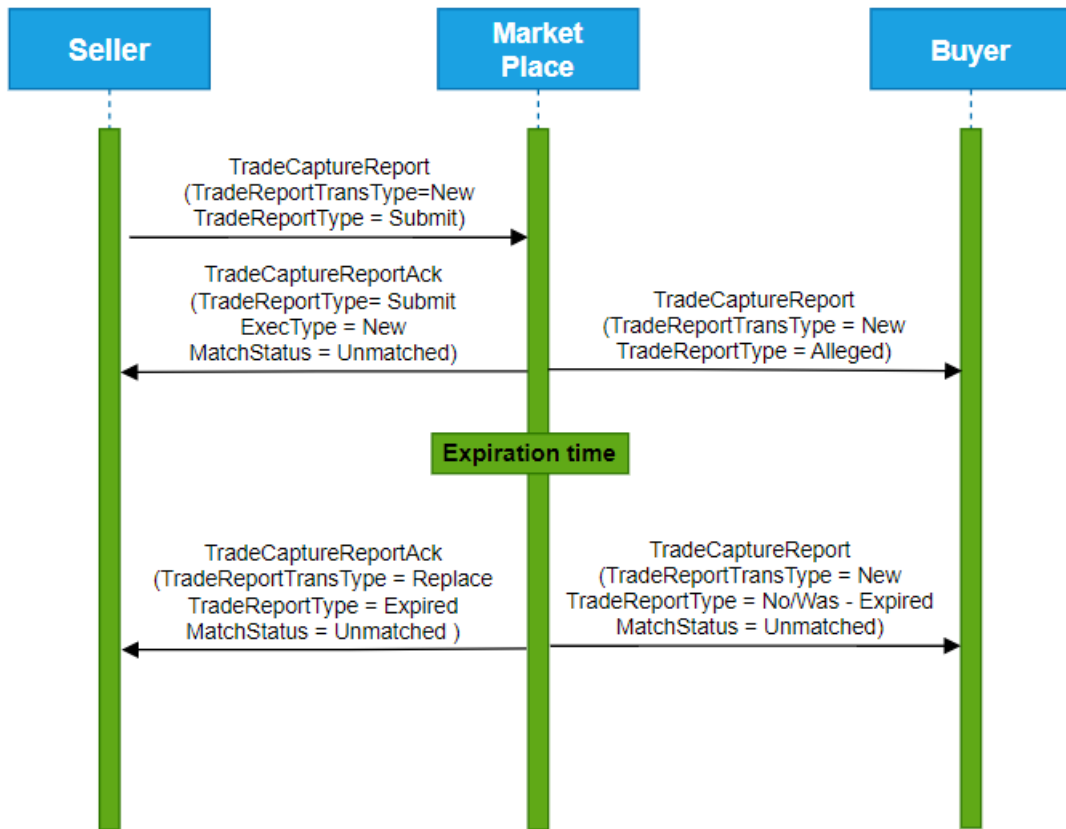 Seller
Market
Place
Buyer
TradeCaptureReport
(TradeReportTransType=New
TradeReportType = Submit)
TradeCaptureReportAck
(TradeReportType= Submit
ExecType = New
MatchStatus = Unmatched)
TradeCaptureReport
(TradeReportTransType = New
TradeReportType = Alleged)
Expiration time
TradeCaptureReportAck
(TradeReportTransType = Replace
TradeReportType = Expired
MatchStatus = Unmatched )
TradeCaptureReport
(TradeReportTransType = New
TradeReportType = No/Was - Expired
MatchStatus = Unmatched)